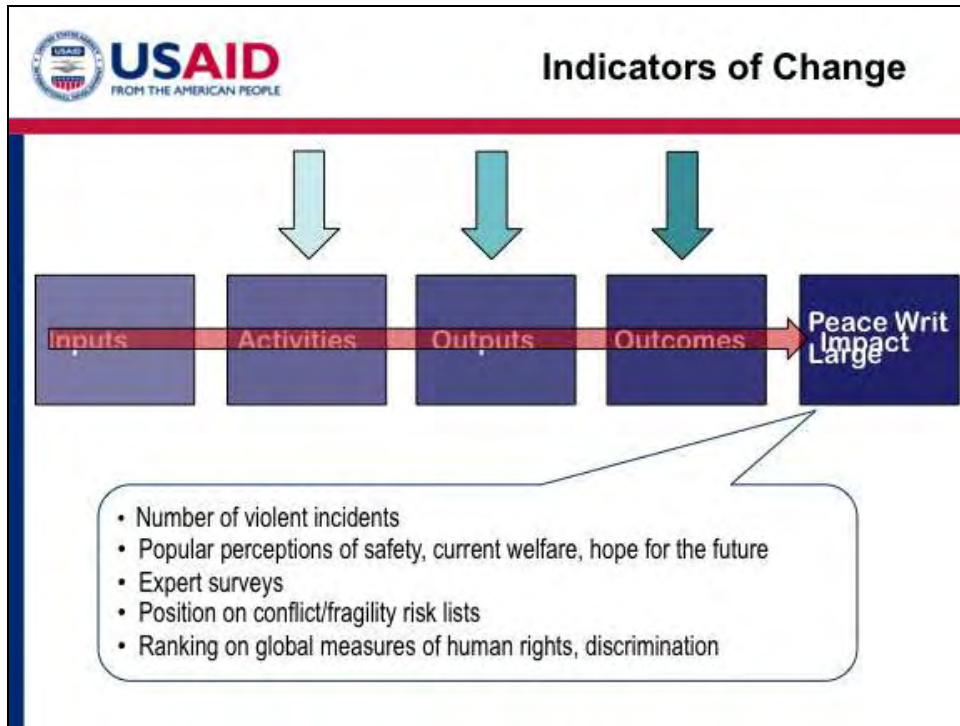 USAID
FROM THE AMERICAN PEOPLE
Indicators of Change
Inputs
Activities
Outputs
Outcomes
Peace Writ
Large
Impact
• Number of violent incidents
• Popular perceptions of safety, current welfare, hope for the future
• Expert surveys
• Position on conflict/fragility risk lists
• Ranking on global measures of human rights, discrimination